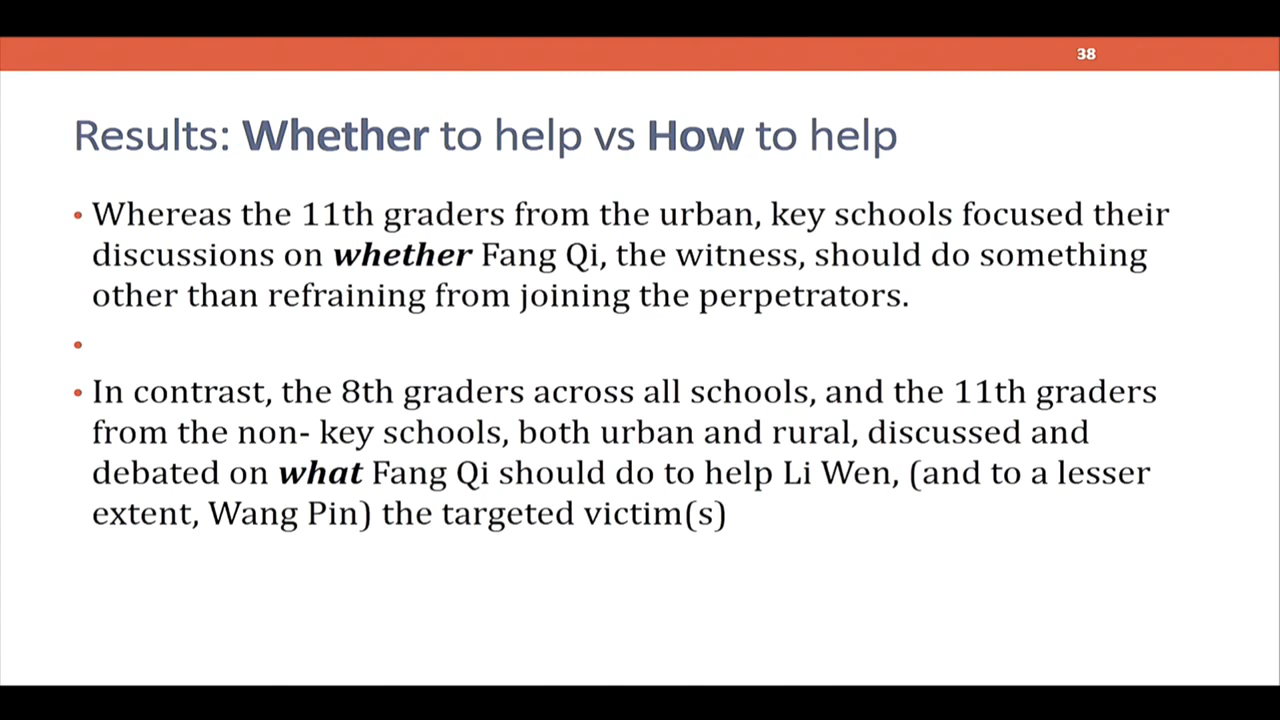 38
Results: Whether to help vs How to help
• Whereas the 11th graders from the urban, key schools focused their
discussions on whether Fang Qi, the witness, should do something
other than refraining from joining the perpetrators.
•
• In contrast, the 8th graders across all schools, and the 11th graders
from the non- key schools, both urban and rural, discussed and
debated on what Fang Qi should do to help Li Wen, (and to a lesser
extent, Wang Pin) the targeted victim(s)